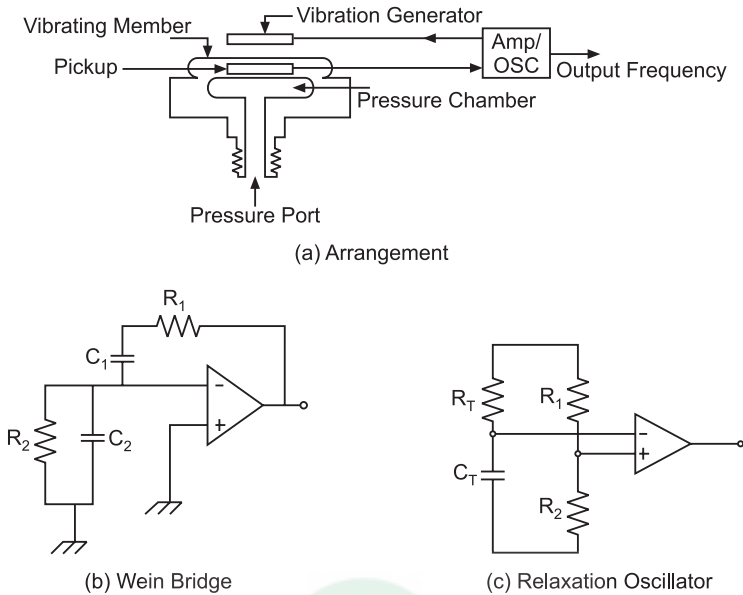 Vibration Generator
Vibrating Member
Amp/
OSC
Pickup
Output Frequency
Pressure Chamber
Pressure Port
(a) Arrangement
R1
C1
R2
C2
−
+
(b) Wein Bridge
RT
R1
CT
R2
−
+
(c) Relaxation Oscillator